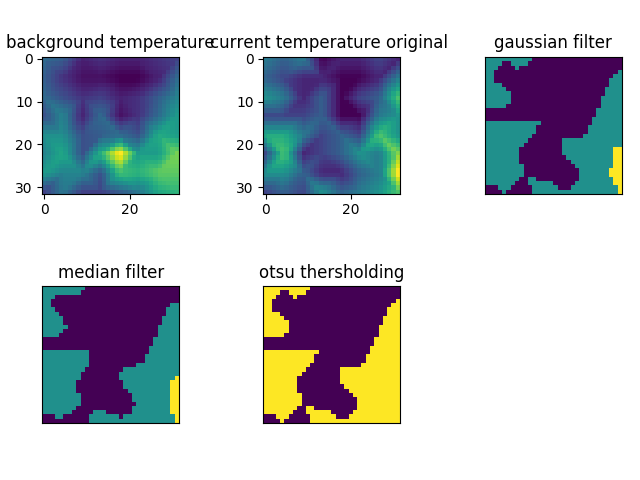 background temperature
current temperature original
gaussian filter
0
10
20
30
0
20
0
10
20
30
0
20
median filter
otsu thersholding